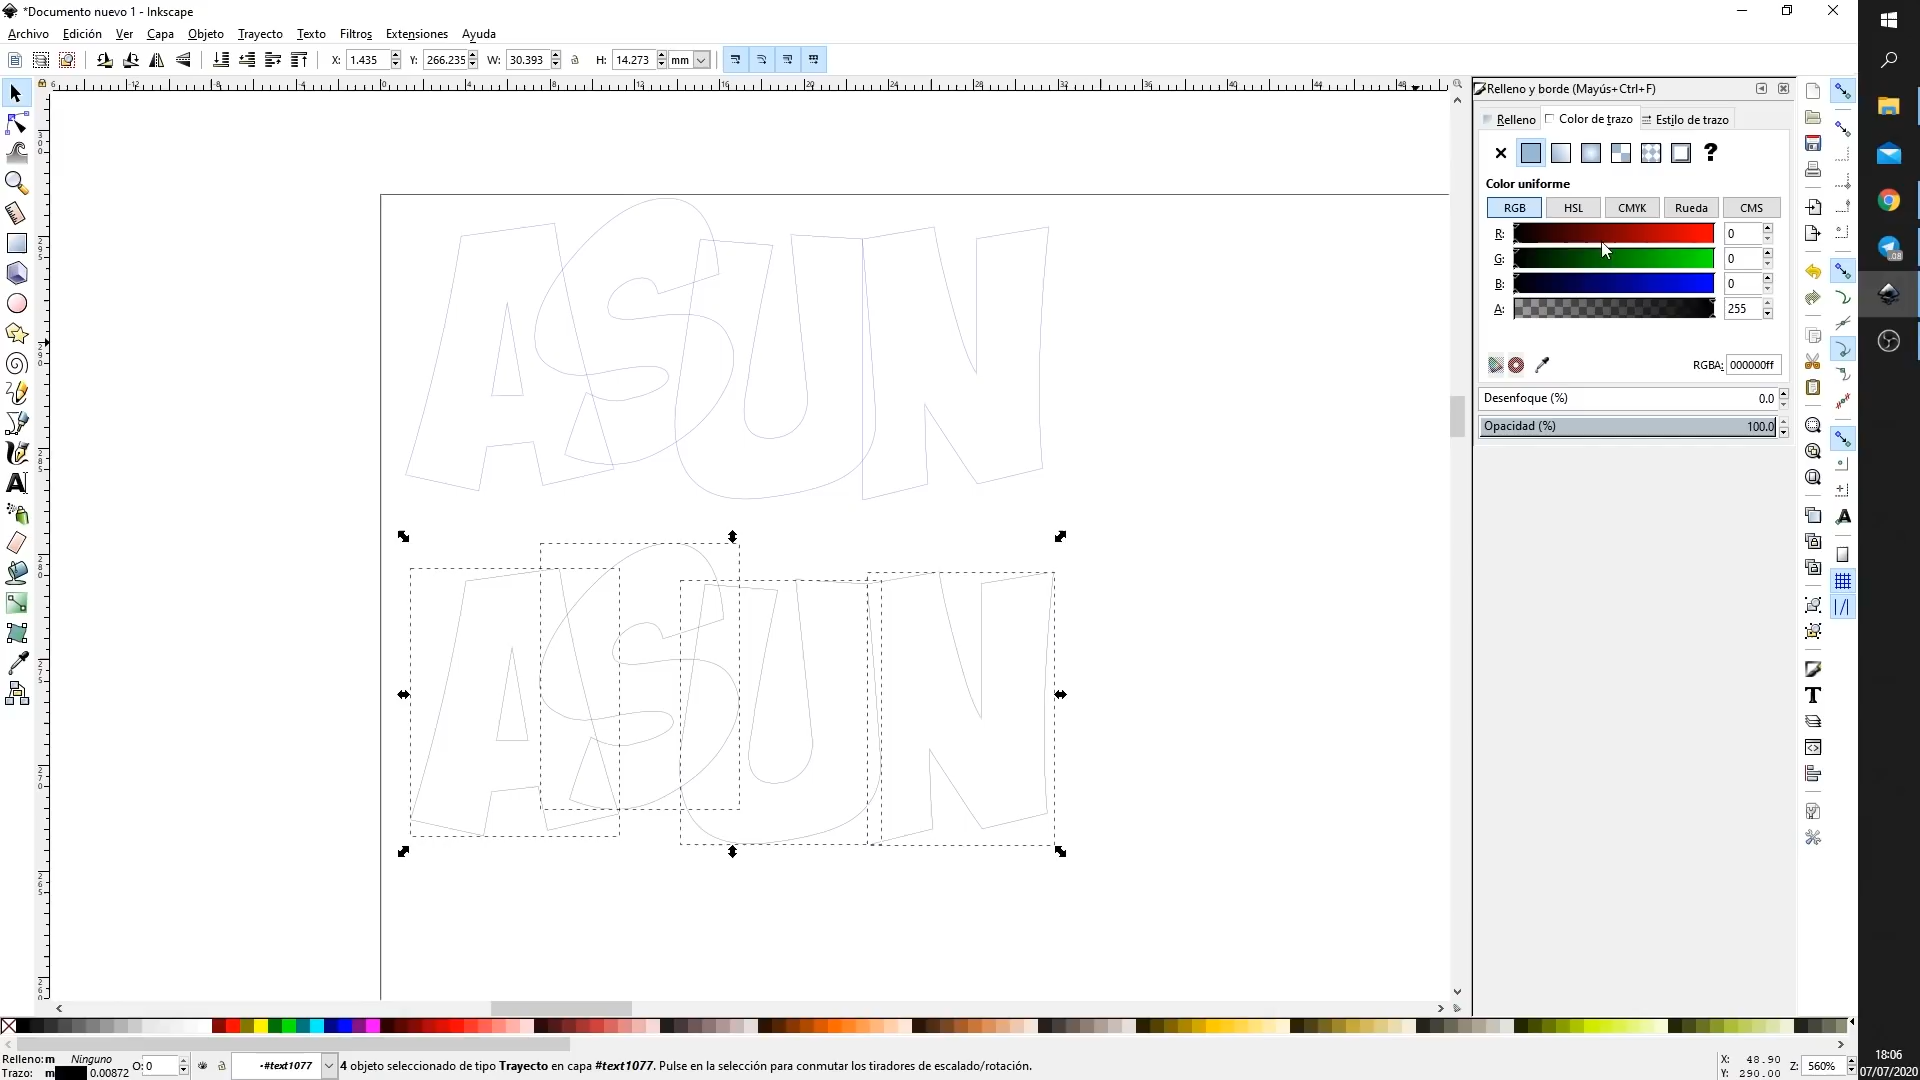 *Documento nuevo 1 - Inkscape
Archivo Edición Ver Capa Objeto Trayecto Texto Filtros Extensiones Ayuda
X: 1.435 Y: 266.235 W: 30.393 H: 14.273 mm
Relleno y borde (Mayús+Ctrl+F)
Relleno Color de trazo Estilo de trazo
?
Color uniforme
RGB HSL CMYK Rueda CMS
R: 0
G: 0
B: 0
A: 255
RGBA: 000000ff
Desenfoque (%) 0.0
Opacidad (%) 100.0
ASUN
ASUN
Relleno: m Ninguno
Trazo: m 0.00872 O: 0
#text1077
4 objeto seleccionado de tipo Trayecto en capa #text1077. Pulse en la selección para conmutar los tiradores de escalado/rotación.
X: 48.90
Y: 290.00
Z: 560%
18:06
07/07/2020